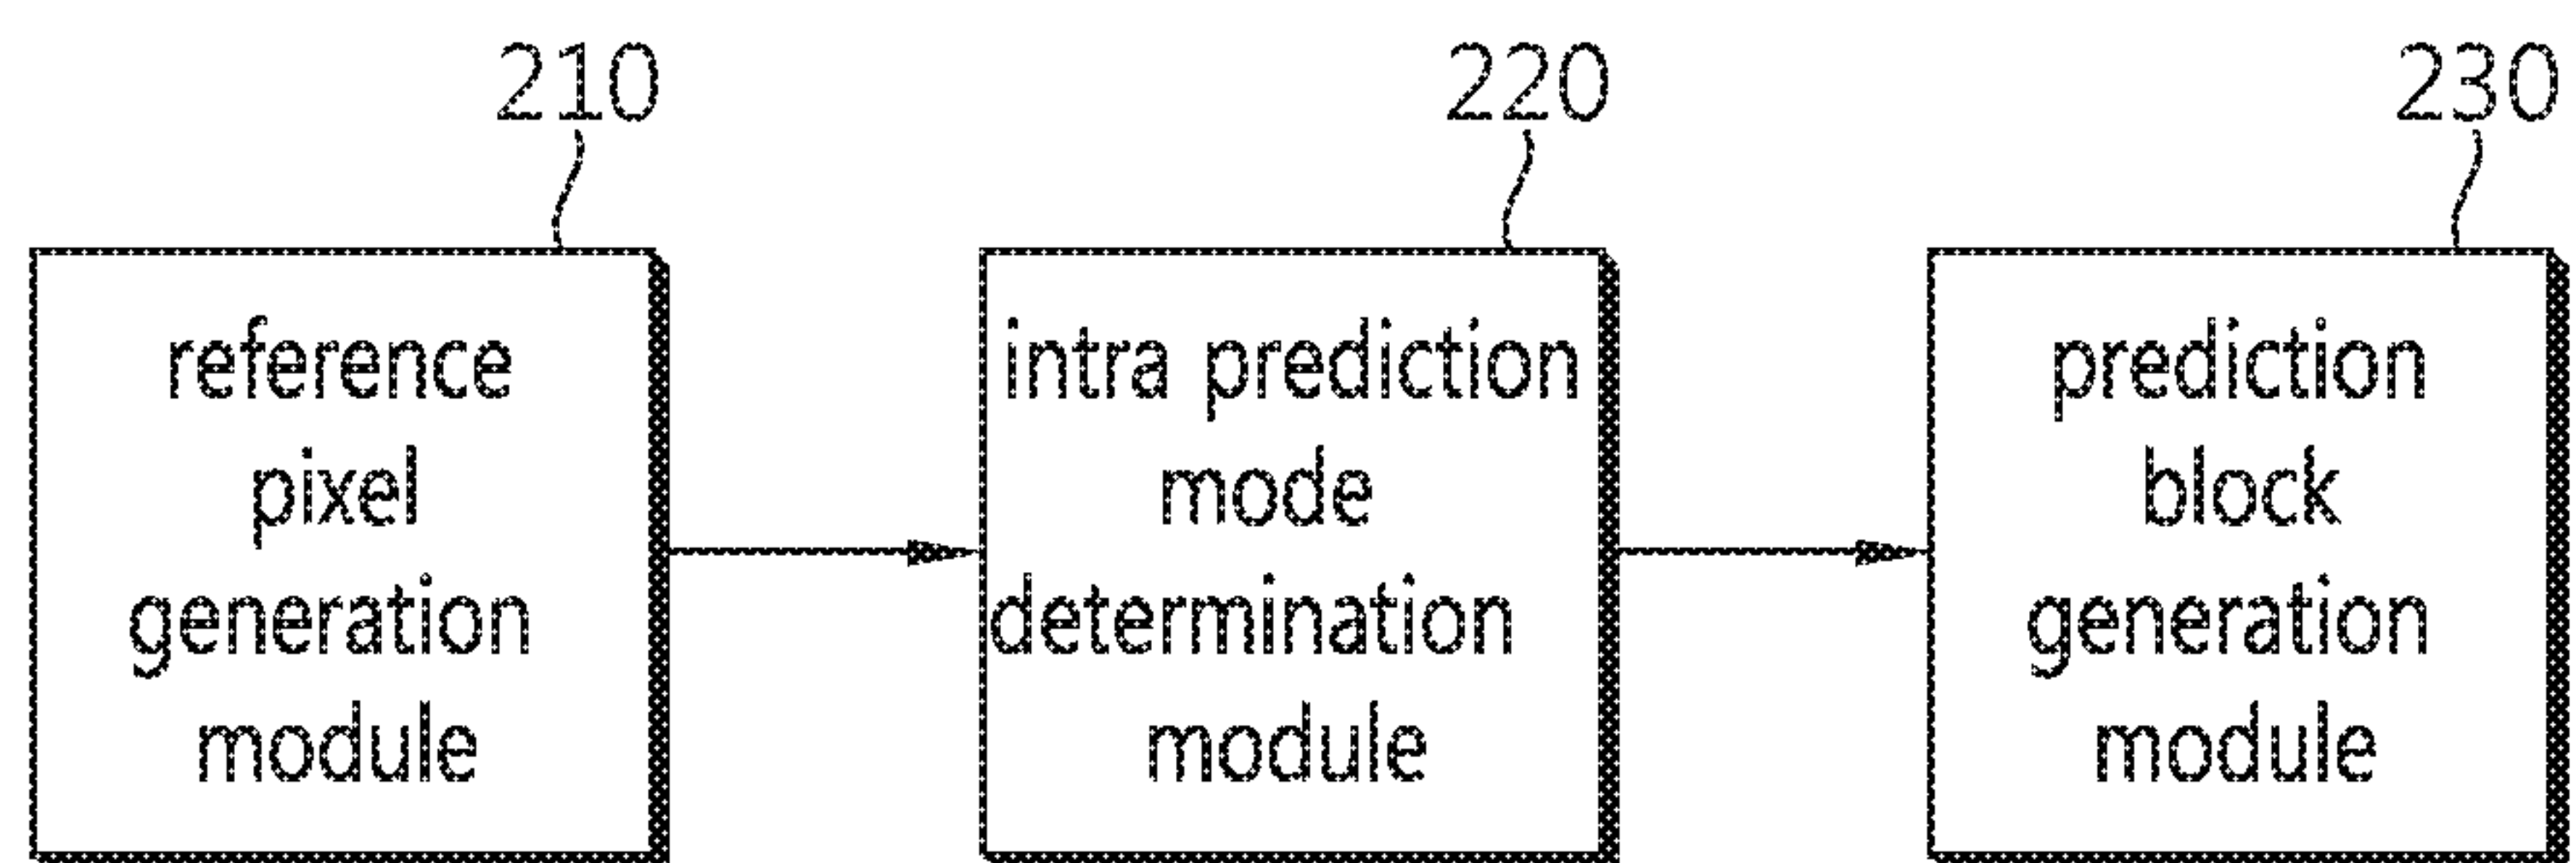 210
220
230
reference
pixel
generation
module
intra prediction
mode
determination
module
prediction
block
generation
module